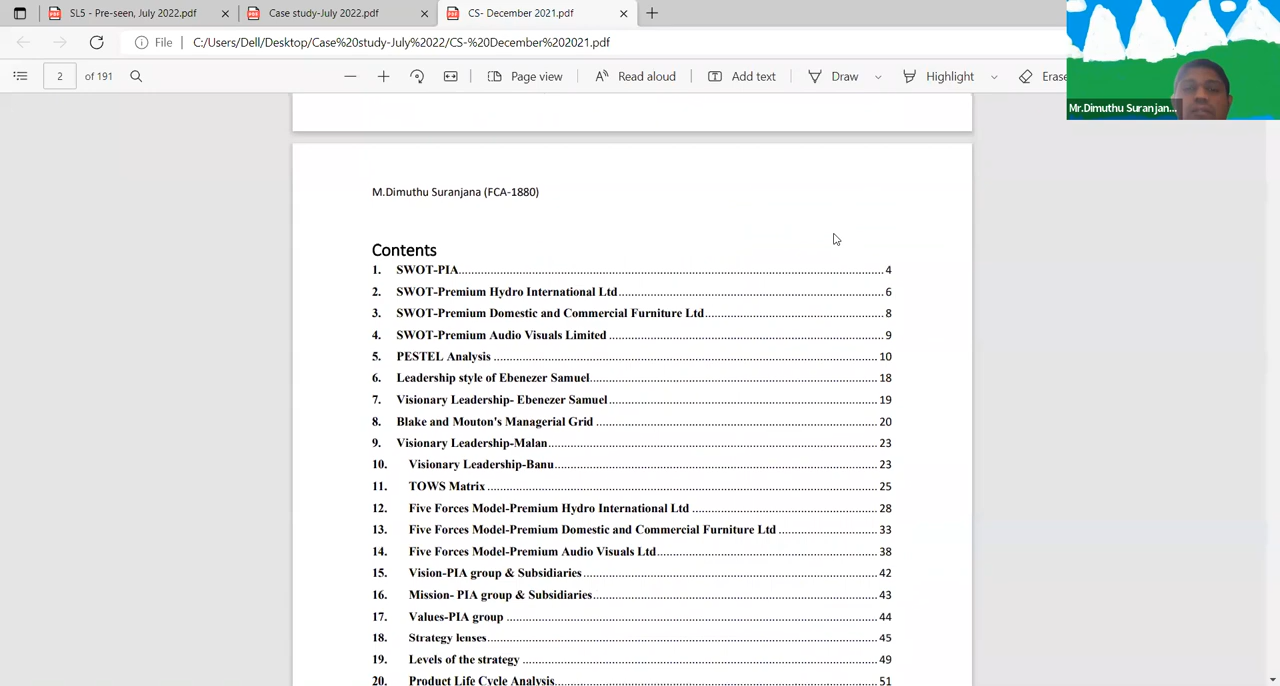 SL5 - Pre-seen, July 2022.pdf
Case study-July 2022.pdf
CS- December 2021.pdf
File
C:/Users/Dell/Desktop/Case%20study-July%2022/CS-%20December%202021.pdf
2 of 191
Page view
Read aloud
Add text
Draw
Highlight
Erase
Mr.Dimuthu Suranjan...
M.Dimuthu Suranjana (FCA-1880)
Contents
1. SWOT-PIA 4
2. SWOT-Premium Hydro International Ltd 6
3. SWOT-Premium Domestic and Commercial Furniture Ltd 8
4. SWOT-Premium Audio Visuals Limited 9
5. PESTEL Analysis 10
6. Leadership style of Ebenezer Samuel 18
7. Visionary Leadership- Ebenezer Samuel 19
8. Blake and Mouton's Managerial Grid 20
9. Visionary Leadership-Malan 23
10. Visionary Leadership-Banu 23
11. TOWS Matrix 25
12. Five Forces Model-Premium Hydro International Ltd 28
13. Five Forces Model-Premium Domestic and Commercial Furniture Ltd 33
14. Five Forces Model-Premium Audio Visuals Ltd 38
15. Vision-PIA group & Subsidiaries 42
16. Mission- PIA group & Subsidiaries 43
17. Values-PIA group 44
18. Strategy lenses 45
19. Levels of the strategy 49
20. Product Life Cycle Analysis 51